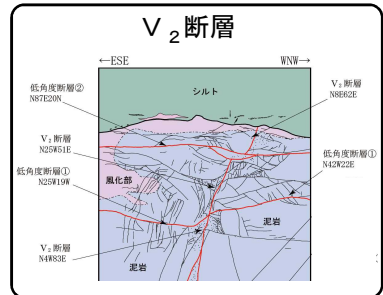 V₂断層
←ESE
WNW→
シルト
低角度断層②
N87E20N
V₂断層
N8E62E
V₂断層
N25W51E
低角度断層①
N42W22E
低角度断層①
N25W19W
風化部
泥岩
V₂断層
N4W83E
泥岩